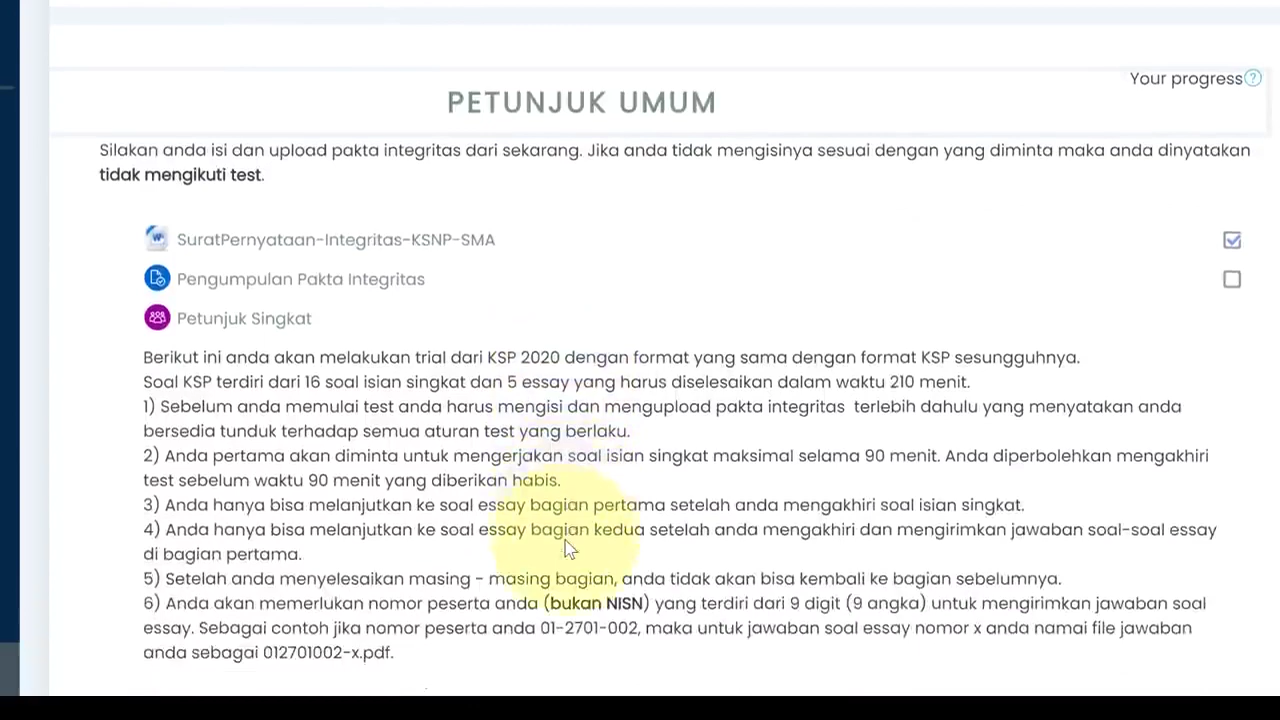 Your progress
PETUNJUK UMUM
Silakan anda isi dan upload pakta integritas dari sekarang. Jika anda tidak mengisinya sesuai dengan yang diminta maka anda dinyatakan
tidak mengikuti test.
SuratPernyataan-Integritas-KSNP-SMA
Pengumpulan Pakta Integritas
Petunjuk Singkat
Berikut ini anda akan melakukan trial dari KSP 2020 dengan format yang sama dengan format KSP sesungguhnya.
Soal KSP terdiri dari 16 soal isian singkat dan 5 essay yang harus diselesaikan dalam waktu 210 menit.
1) Sebelum anda memulai test anda harus mengisi dan mengupload pakta integritas terlebih dahulu yang menyatakan anda
bersedia tunduk terhadap semua aturan test yang berlaku.
2) Anda pertama akan diminta untuk mengerjakan soal isian singkat maksimal selama 90 menit. Anda diperbolehkan mengakhiri
test sebelum waktu 90 menit yang diberikan habis.
3) Anda hanya bisa melanjutkan ke soal essay bagian pertama setelah anda mengakhiri soal isian singkat.
4) Anda hanya bisa melanjutkan ke soal essay bagian kedua setelah anda mengakhiri dan mengirimkan jawaban soal-soal essay
di bagian pertama.
5) Setelah anda menyelesaikan masing - masing bagian, anda tidak akan bisa kembali ke bagian sebelumnya.
6) Anda akan memerlukan nomor peserta anda (bukan NISN) yang terdiri dari 9 digit (9 angka) untuk mengirimkan jawaban soal
essay. Sebagai contoh jika nomor peserta anda 01-2701-002, maka untuk jawaban soal essay nomor x anda namai file jawaban
anda sebagai 012701002-x.pdf.